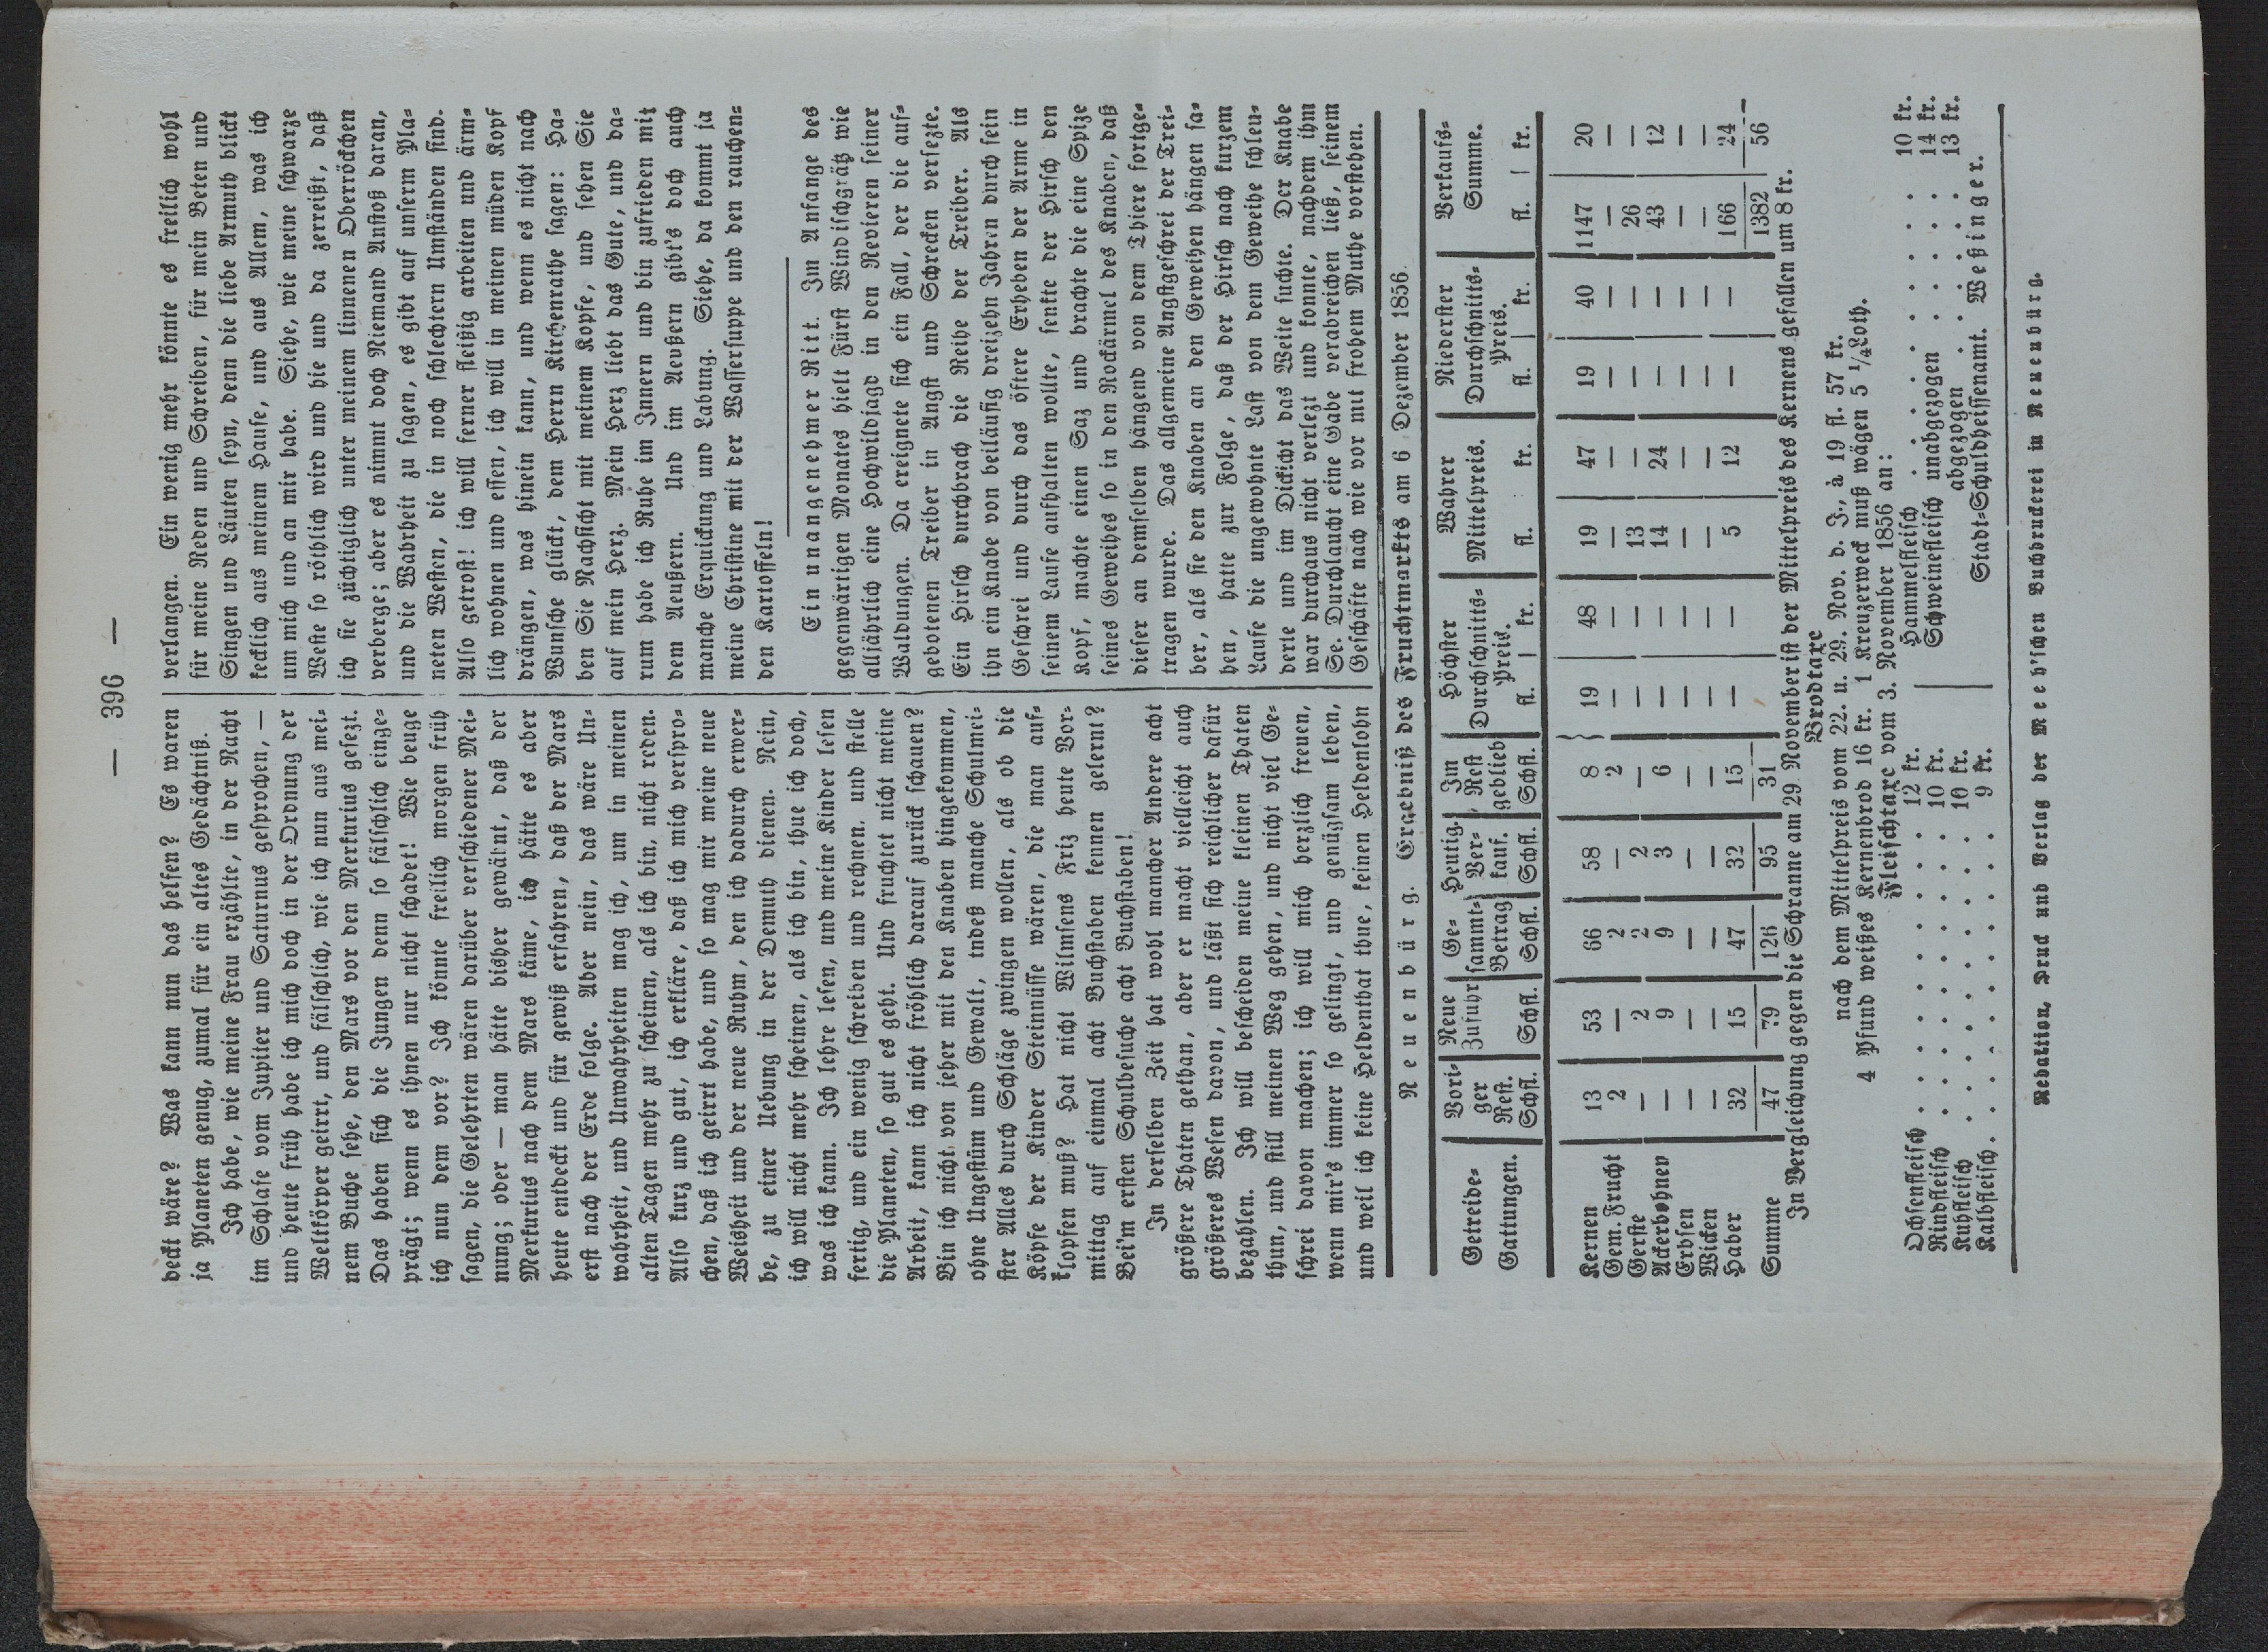 — 396 —
deckt wäre? Was kann nun das helfen? Es waren
ja Planeten genug, zumal für ein altes Gedächtniß.
Ich habe, wie meine Frau erzählte, in der Nacht
im Schlafe vom Jupiter und Saturnus gesprochen, —
und heute früh habe ich mich doch in der Ordnung der
Weltkörper geirrt, und fälschlich, wie ich nun aus mei-
nem Buche sehe, den Mars vor den Merkurius gesezt.
Das haben sich die Jungen denn so fälschlich einge-
prägt; wenn es ihnen nur nicht schadet! Wie beuge
ich nun dem vor? Ich könnte freilich morgen früh
sagen, die Gelehrten wären darüber verschiedener Mei-
nung; oder — man hätte bisher gewähnt, daß der
Merkurius nach dem Mars käme, ich hätte es aber
heute entdeckt und für gewiß erfahren, daß der Mars
erst nach der Erde folge. Aber nein, das wäre Un-
wahrheit, und Unwahrheiten mag ich, um in meinen
alten Tagen mehr zu scheinen, als ich bin, nicht reden.
Also kurz und gut, ich erkläre, daß ich mich verspro-
chen, daß ich geirrt habe, und so mag mir meine neue
Weisheit und der neue Ruhm, den ich dadurch erwer-
be, zu einer Uebung in der Demuth dienen. Nein,
ich will nicht mehr scheinen, als ich bin, thue ich doch,
was ich kann. Ich lehre lesen, und meine Kinder lesen
fertig, und ein wenig schreiben und rechnen, und stelle
die Planeten, so gut es geht. Und fruchtet nicht meine
Arbeit, kann ich nicht fröhlich darauf zurück schauen?
Bin ich nicht von jeher mit den Knaben hingekommen,
ohne Ungestüm und Gewalt, indeß manche Schulmei-
ster Alles durch Schläge zwingen wollen, als ob die
Köpfe der Kinder Steinnüsse wären, die man auf-
klopfen muß? Hat nicht Wilmsens Friz heute Vor-
mittag auf einmal acht Buchstaben kennen gelernt?
Bei'm ersten Schulbesuche acht Buchstaben!
In derselben Zeit hat wohl mancher Andere acht
größere Thaten gethan, aber er macht vielleicht auch
größeres Wesen davon, und läßt sich reichlicher dafür
bezahlen. Ich will bescheiden meine kleinen Thaten
thun, und still meinen Weg gehen, und nicht viel Ge-
schrei davon machen; ich will mich herzlich freuen,
wenn mir's immer so gelingt, und genügsam leben,
und weil ich keine Heldenthat thue, keinen Heldenlohn
verlangen. Ein wenig mehr könnte es freilich wohl
für meine Reden und Schreiben, für mein Beten und
Singen und Läuten seyn, denn die liebe Armuth blickt
kecklich aus meinem Hause, und aus Allem, was ich
um mich und an mir habe. Siehe, wie meine schwarze
Weste so röthlich wird und hie und da zerreißt, daß
ich sie züchtiglich unter meinem linnenen Oberröckchen
verberge; aber es nimmt doch Niemand Anstoß daran,
und die Wahrheit zu sagen, es gibt auf unserm Pla-
neten Westen, die in noch schlechtern Umständen sind.
Also getrost! ich will ferner fleißig arbeiten und ärm-
lich wohnen und essen, ich will in meinen müden Kopf
drängen, was hinein kann, und wenn es nicht nach
Wunsche glückt, dem Herrn Kirchenrathe sagen: Ha-
ben Sie Nachsicht mit meinem Kopfe, und sehen Sie
auf mein Herz. Mein Herz liebt das Gute, und da-
rum habe ich Ruhe im Innern und bin zufrieden mit
dem Aeußern. Und im Aeußern gibt's doch auch
manche Erquickung und Labung. Siehe, da kommt ja
meine Christine mit der Wassersuppe und den rauchen-
den Kartoffeln!
Ein unangenehmer Ritt. Im Anfange des
gegenwärtigen Monates hielt Fürst Windischgrätz wie
alljährlich eine Hochwildjagd in den Revieren seiner
Waldungen. Da ereignete sich ein Fall, der die auf-
gebotenen Treiber in Angst und Schrecken versezte.
Ein Hirsch durchbrach die Reihe der Treiber. Als
ihn ein Knabe von beiläufig dreizehn Jahren durch sein
Geschrei und durch das öftere Erheben der Arme in
seinem Laufe aufhalten wollte, senkte der Hirsch den
Kopf, machte einen Saz und brachte die eine Spize
seines Geweihes so in den Rockärmel des Knaben, daß
dieser an demselben hängend von dem Thiere fortge-
tragen wurde. Das allgemeine Angstgeschrei der Trei-
ber, als sie den Knaben an den Geweihen hängen sa-
hen, hatte zur Folge, daß der Hirsch nach kurzem
Laufe die ungewohnte Last von dem Geweihe schleu-
derte und im Dickicht das Weite suchte. Der Knabe
war durchaus nicht verlezt und konnte, nachdem ihm
Se. Durchlaucht eine Gabe verabreichen ließ, seinem
Geschäfte nach wie vor mit frohem Muthe vorstehen.
Neuenbürg. Ergebniß des Fruchtmarkts am 6 Dezember 1856.
Getreide-Gattungen. | Vori-ger Rest. Schfl. | Neue Zufuhr Schfl. | Ge-sammt-Betrag Schfl. | Heutig. Ver-kauf. Schfl. | Im Rest geblieb Schfl. | Höchster Durchschnitts-Preis. fl. | kr. | Wahrer Mittelpreis. fl. kr. | Niederster Durchschnitts-Preis. fl. | kr. | Verkaufs-Summe. fl. | kr.
Kernen 13 53 66 58 8 19 48 19 47 19 40 1147 20
Gem. Frucht 2 — 2 — 2 — — — — — — — —
Gerste — 2 2 2 — — — 13 — — — 26 —
Ackerbohnen — 9 9 3 6 — — 14 24 — — 43 12
Erbsen — — — — — — — — — — — — —
Wicken — — — — — — — — — — — — —
Haber 32 15 47 32 15 — — 5 12 — — 166 24
Summe 47 79 126 95 31 1382 56
In Vergleichung gegen die Schranne am 29 November ist der Mittelpreis des Kernens gefallen um 8 kr.
Brodtaxe
nach dem Mittelpreis vom 22. u. 29. Nov. d. J., à 19 fl. 57 kr.
4 Pfund weißes Kernenbrod 16 kr. 1 Kreuzerweck muß wägen 5 1/4 Loth.
Fleischtaxe vom 3. November 1856 an:
Ochsenfleisch . . . . . . . 12 kr.
Rindfleisch . . . . . . . 10 kr.
Kuhfleisch . . . . . . . 10 kr.
Kalbfleisch . . . . . . . 9 kr.
Hammelfleisch . . . . . . . 10 kr.
Schweinefleisch unabgezogen . . . . 14 kr.
abgezogen . . . . 13 kr.
Stadt-Schuldheissenamt. Weßinger.
Redaktion, Druck und Verlag der Meeh'schen Buchdruckerei in Neuenbürg.